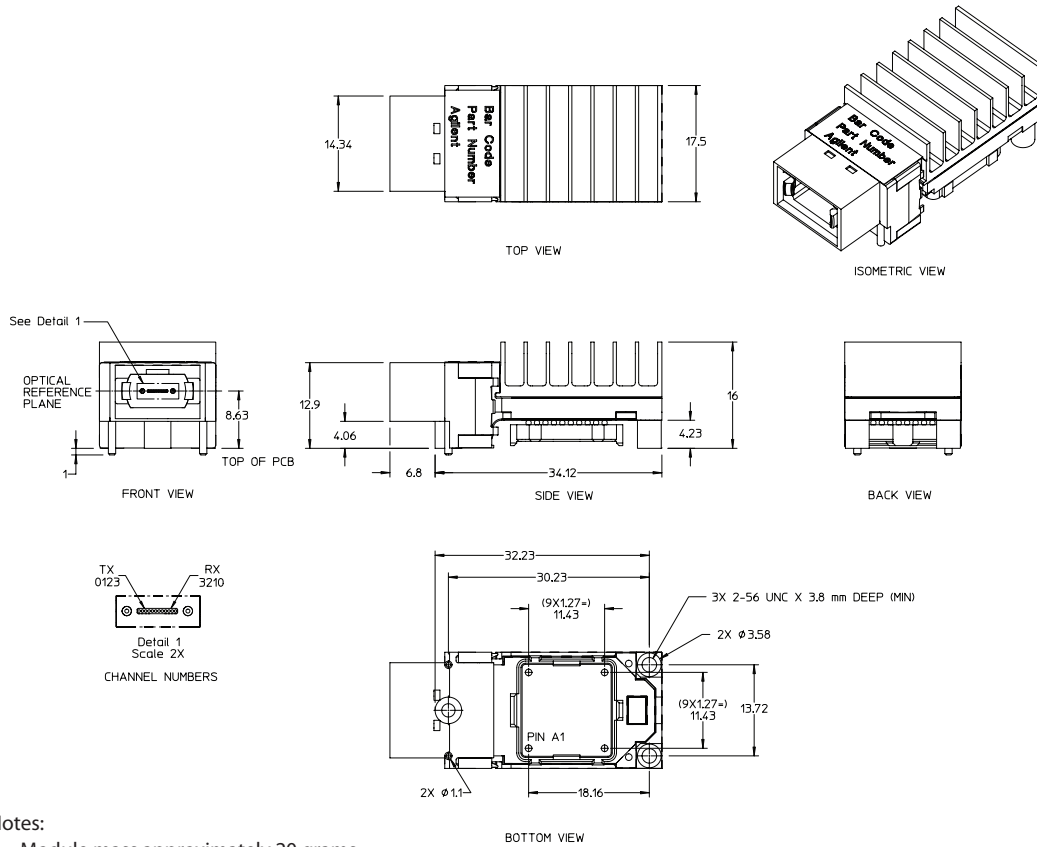 14.34
Bar Code
Part Number
Agilent
17.5
TOP VIEW
Bar Code
Part Number
Agilent
ISOMETRIC VIEW
See Detail 1
OPTICAL
REFERENCE
PLANE
8.63
1
TOP OF PCB
FRONT VIEW
12.9
4.06
6.8
34.12
16
4.23
SIDE VIEW
BACK VIEW
TX
0123
RX
3210
Detail 1
Scale 2X
CHANNEL NUMBERS
32.23
30.23
(9X1.27=)
11.43
3X 2-56 UNC X 3.8 mm DEEP (MIN)
2X ⌀3.58
(9X1.27=)
11.43
13.72
PIN A1
2X ⌀1.1
18.16
BOTTOM VIEW